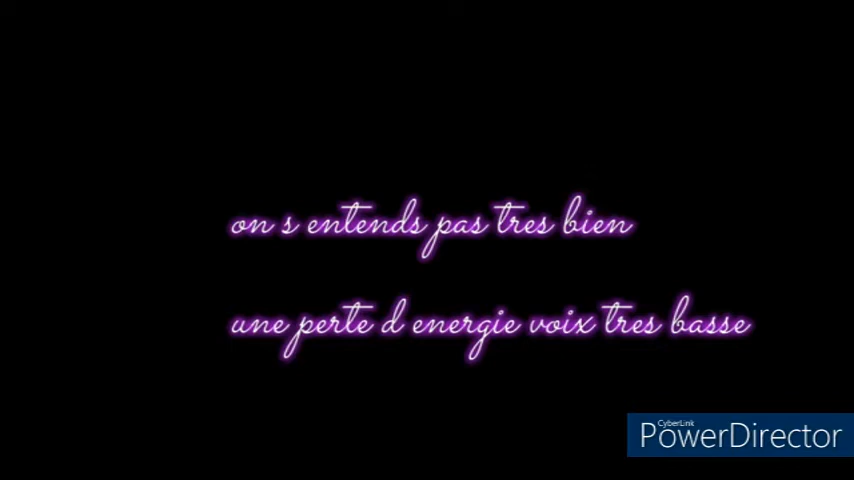 on s entends pas tres bien
une perte d energie voix tres basse
CyberLink
PowerDirector